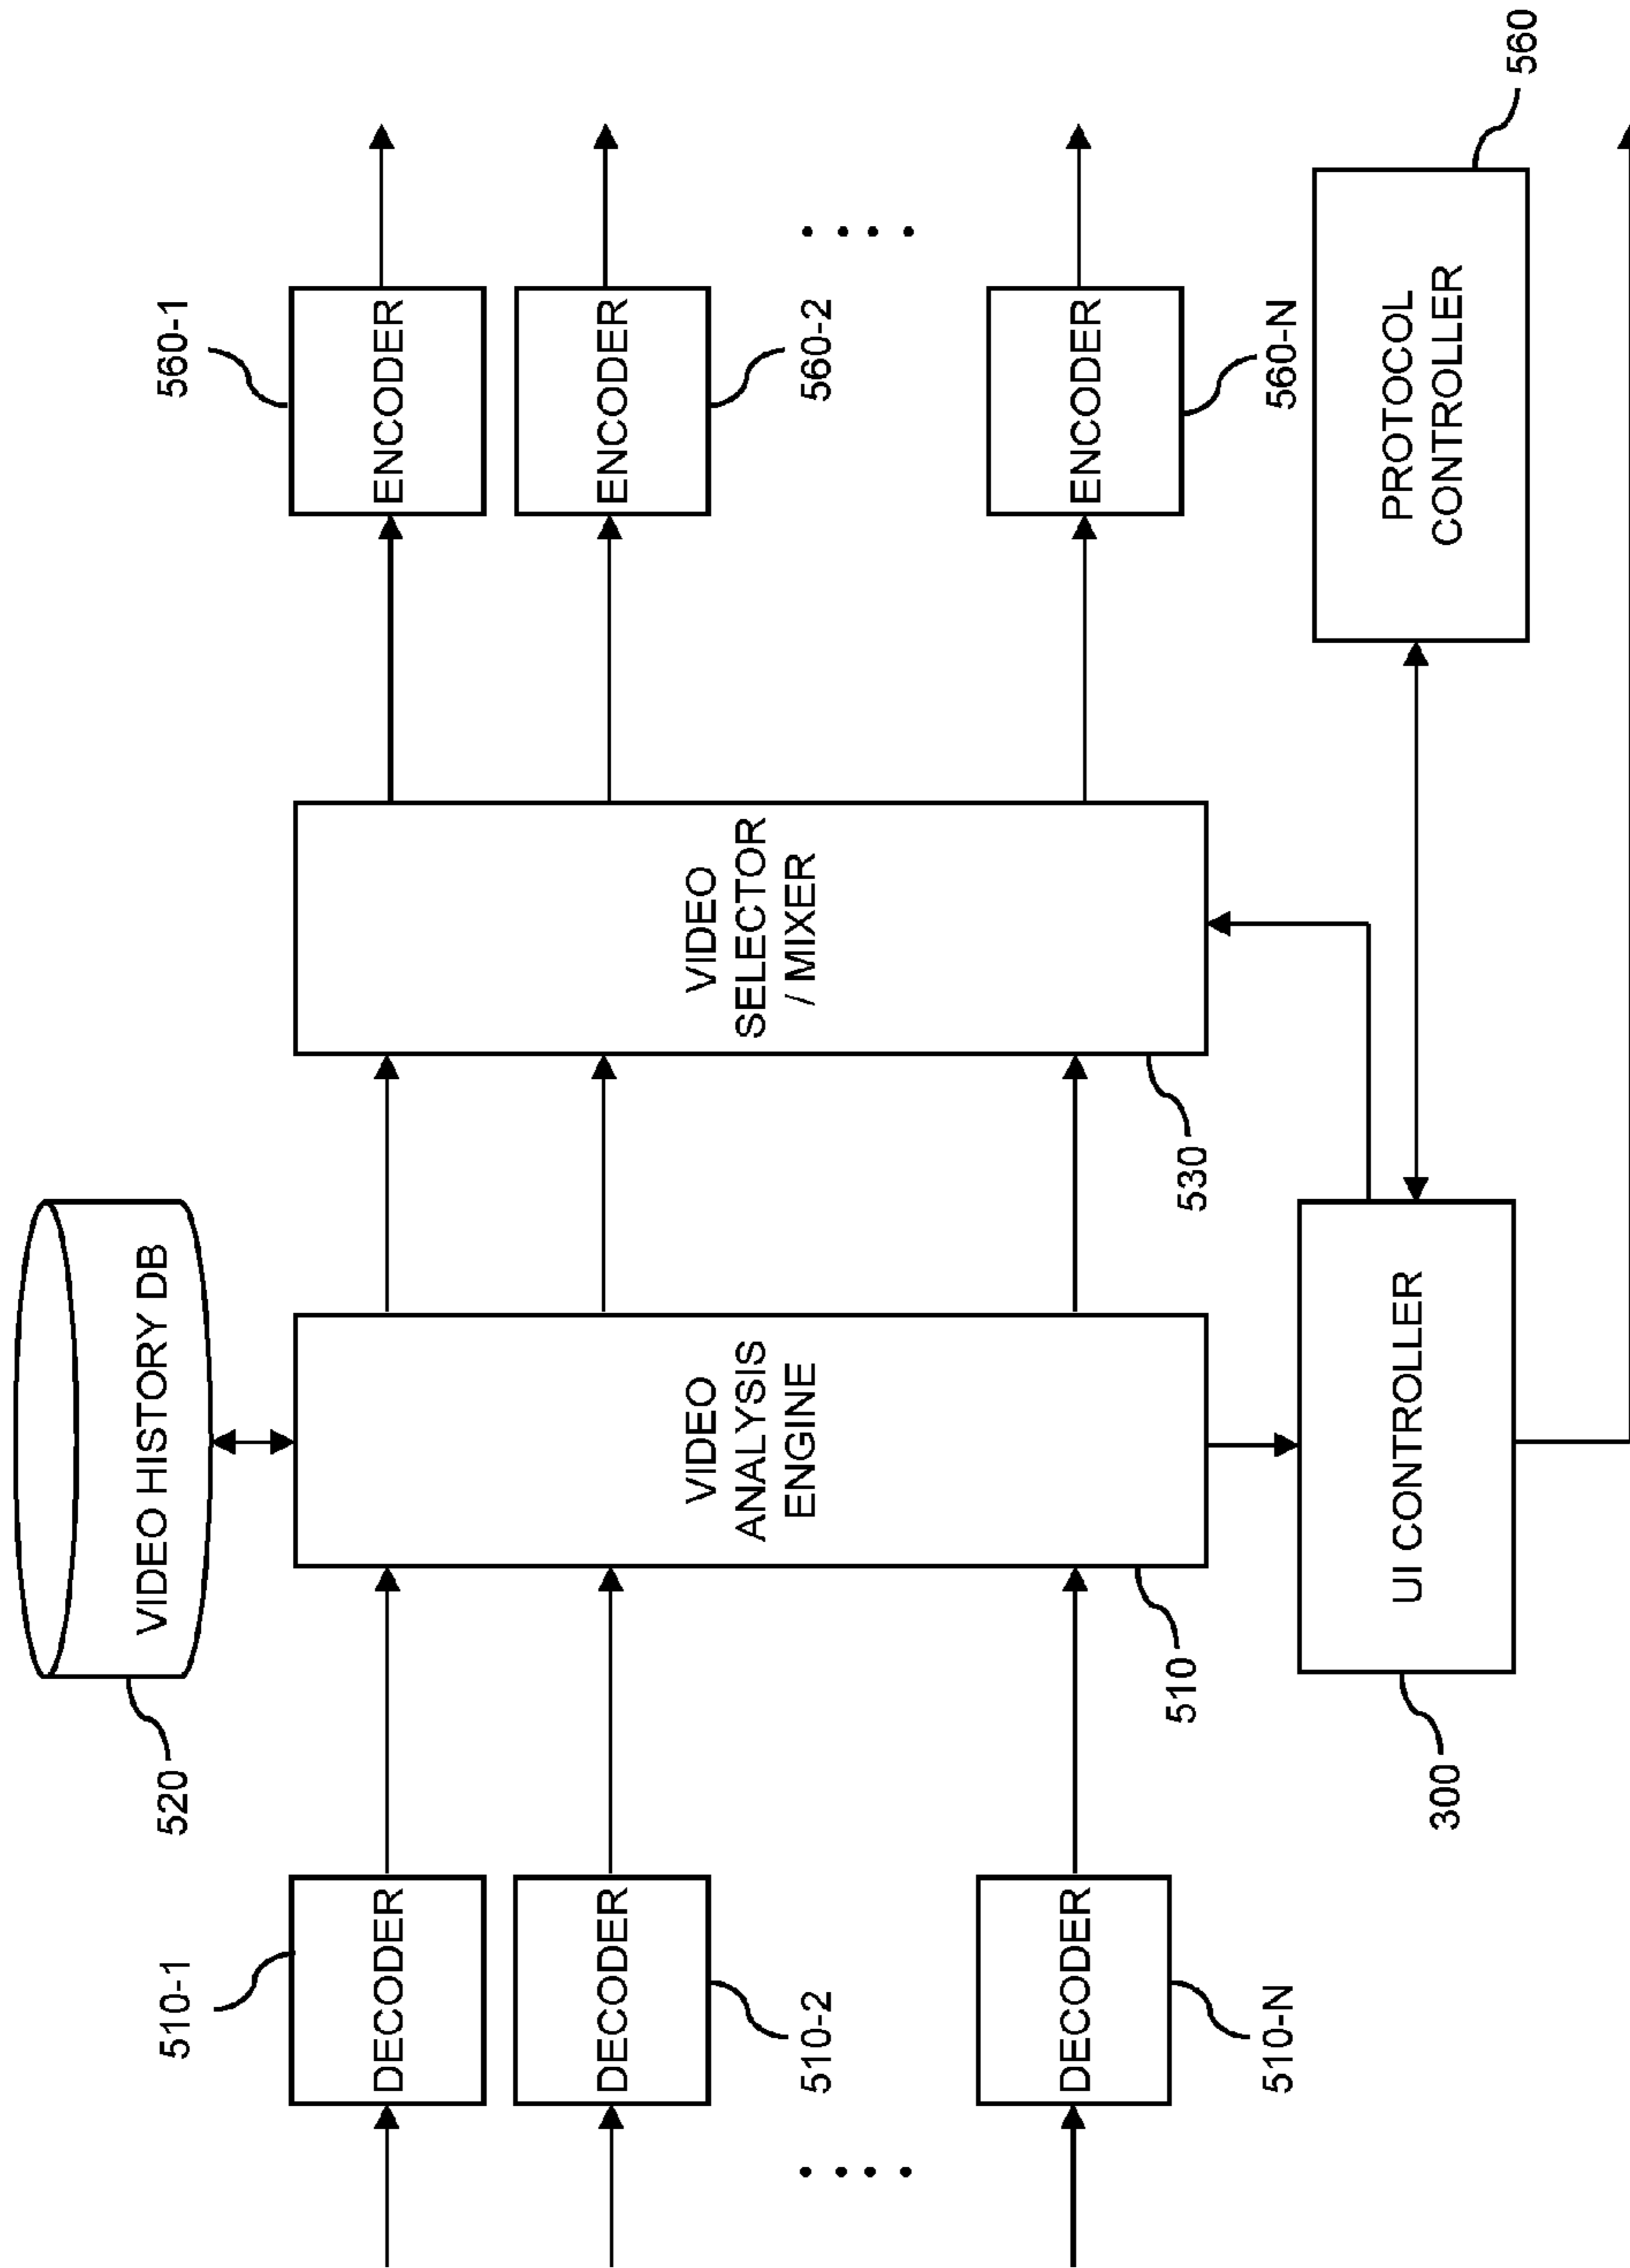 VIDEO HISTORY DB
520
510-1
560-1
DECODER
ENCODER
DECODER
ENCODER
510-2
560-2
VIDEO
ANALYSIS
ENGINE
VIDEO
SELECTOR
/ MIXER
DECODER
ENCODER
510-N
510
530
560-N
UI CONTROLLER
300
PROTOCOL
CONTROLLER
560